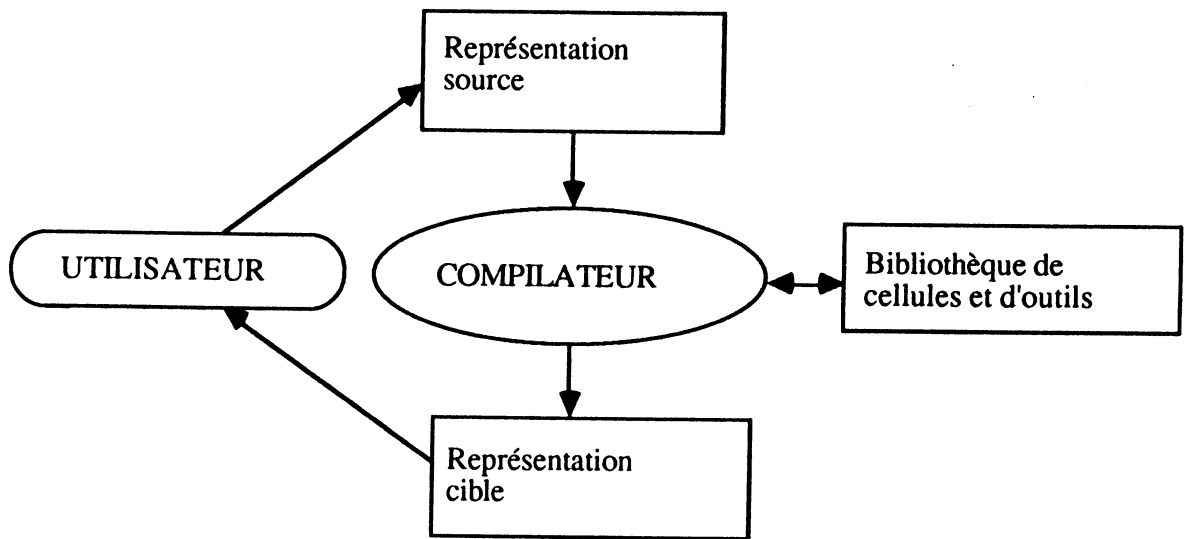 Représentation
source
UTILISATEUR
COMPILATEUR
Bibliothèque de
cellules et d'outils
Représentation
cible